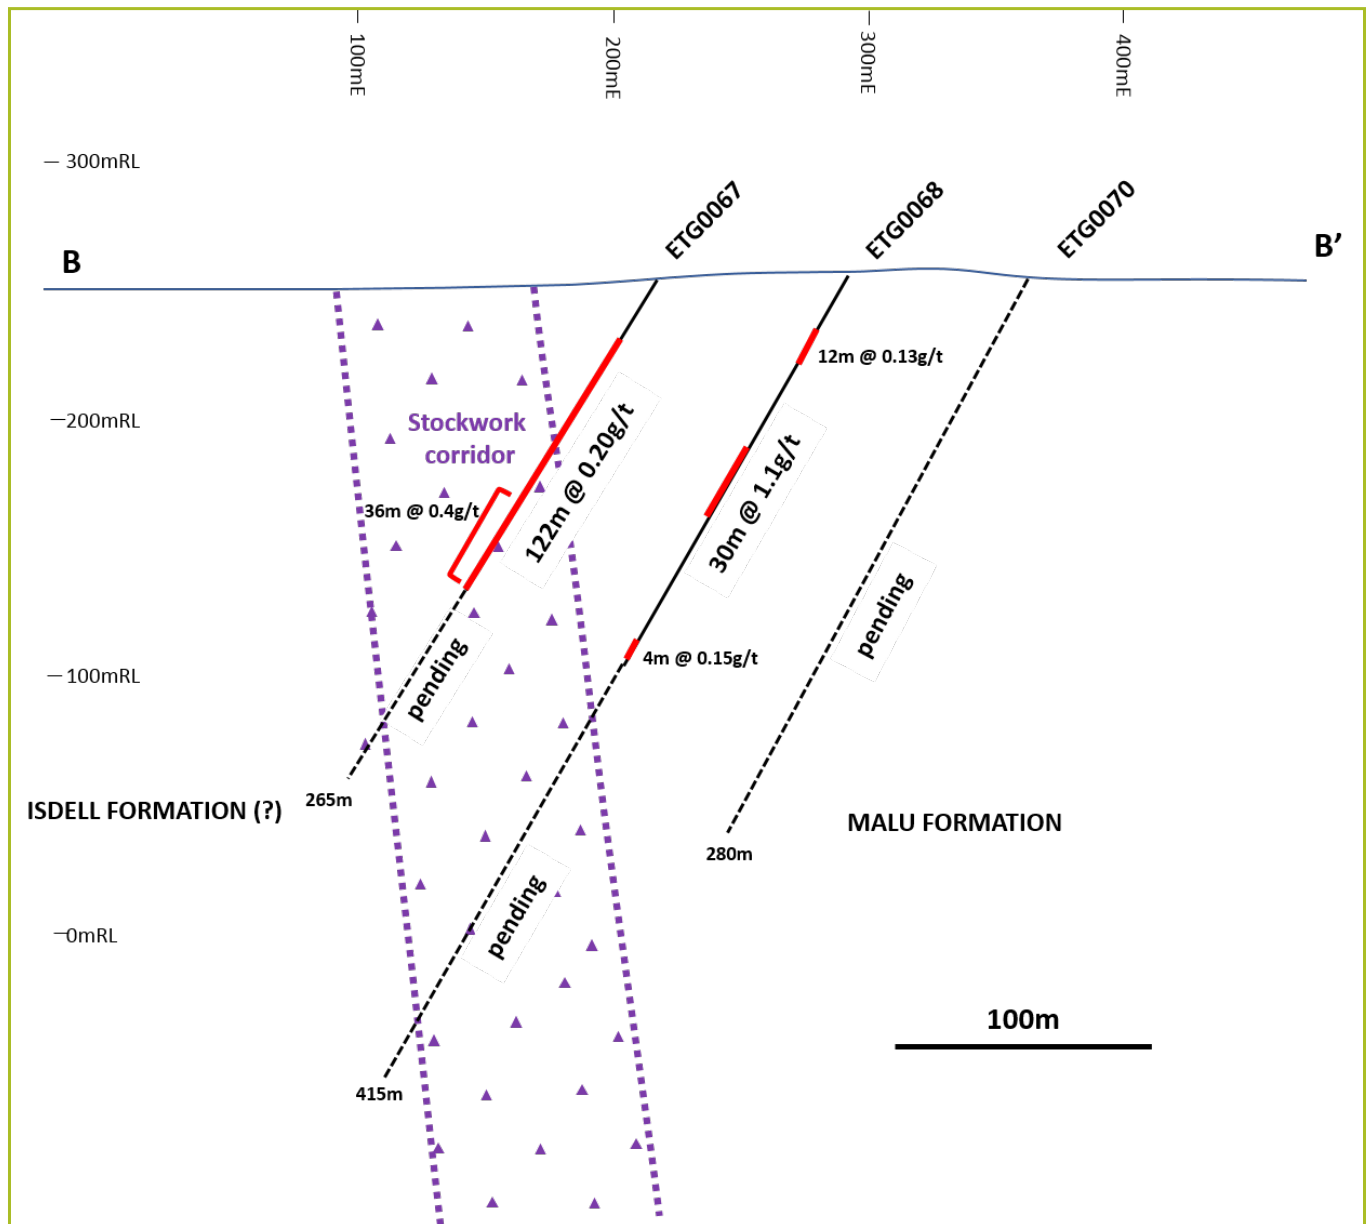 100mE
200mE
300mE
400mE
300mRL
ETG0067
ETG0068
ETG0070
B
B’
12m @ 0.13g/t
200mRL
Stockwork
corridor
36m @ 0.4g/t
122m @ 0.20g/t
30m @ 1.1g/t
pending
pending
4m @ 0.15g/t
100mRL
265m
ISDELL FORMATION (?)
MALU FORMATION
280m
pending
0mRL
100m
415m